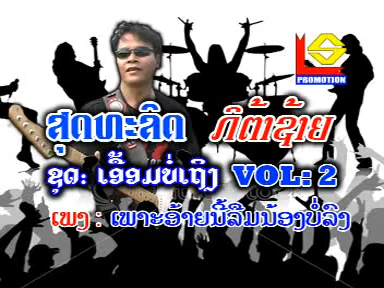 LS
PROMOTION
ສຸດທະລິດ ກີຕ້າຊ້າຍ
ຊຸດ: ເອື້ອມບໍ່ເຖິງ VOL: 2
ເພງ : ເພາະອ້າຍນີ້ລືມນ້ອງບໍ່ລົງ